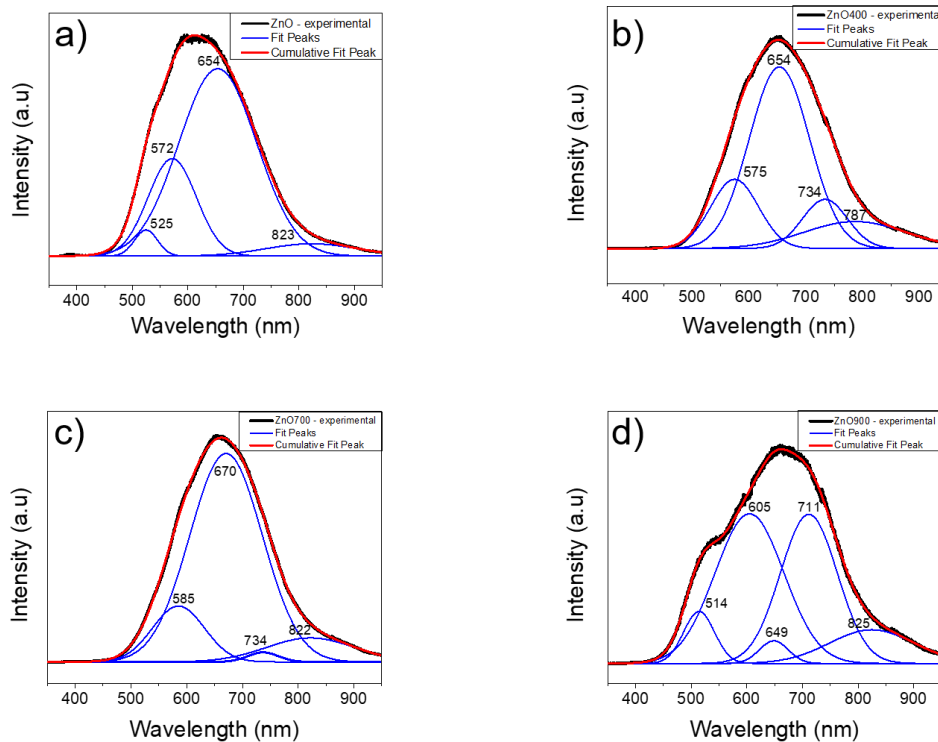 a)
ZnO - experimental
Fit Peaks
Cumulative Fit Peak
654
572
525
823
Intensity (a.u)
400 500 600 700 800 900
Wavelength (nm)
b)
ZnO400 - experimental
Fit Peaks
Cumulative Fit Peak
654
575
734
787
Intensity (a.u)
400 500 600 700 800 900
Wavelength (nm)
c)
ZnO700 - experimental
Fit Peaks
Cumulative Fit Peak
670
585
734
822
Intensity (a.u)
400 500 600 700 800 900
Wavelength (nm)
d)
ZnO900 - experimental
Fit Peaks
Cumulative Fit Peak
605
711
514
649
825
Intensity (a.u)
400 500 600 700 800 900
Wavelength (nm)